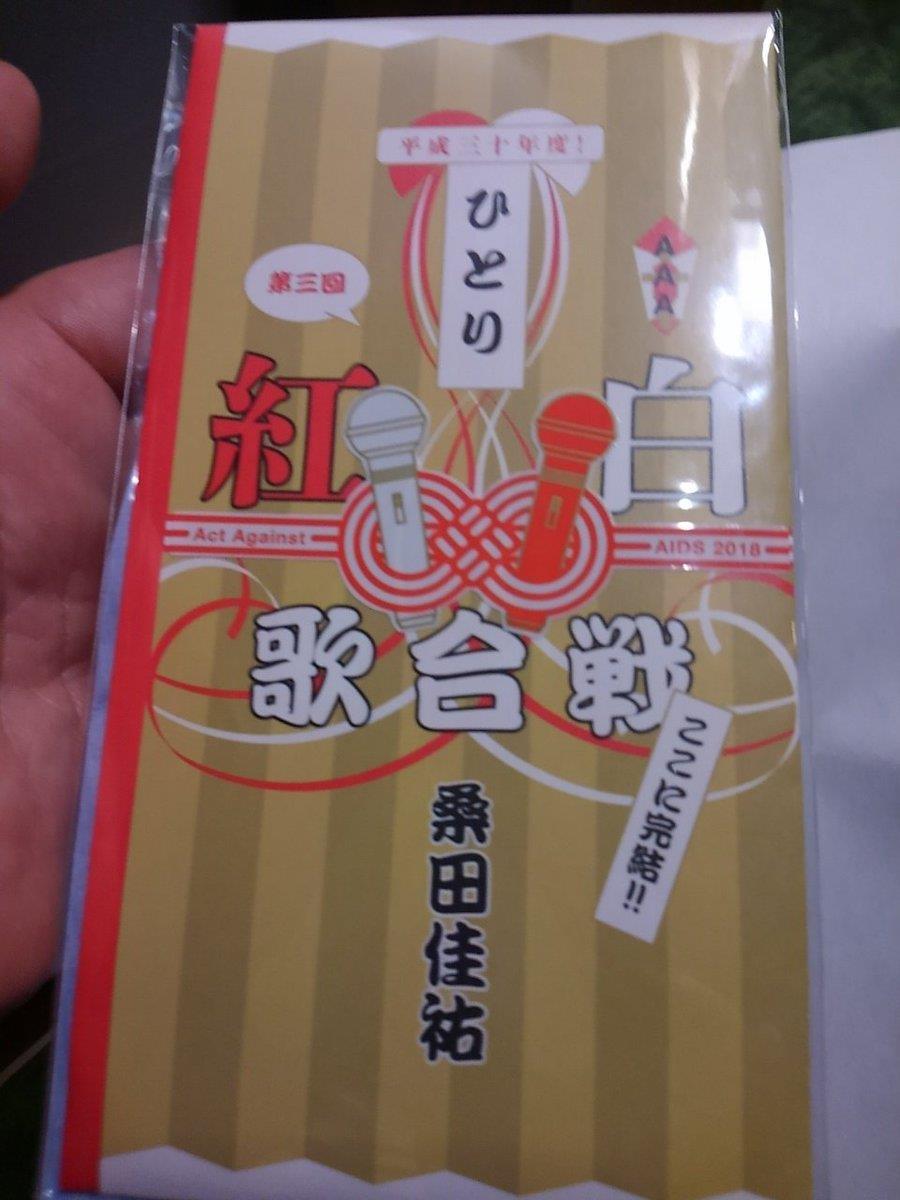 平成三十年度!
ひとり
AAA
第三回
紅白
Act Against AIDS 2018
歌合戦
ここに完結!!
桑田佳祐